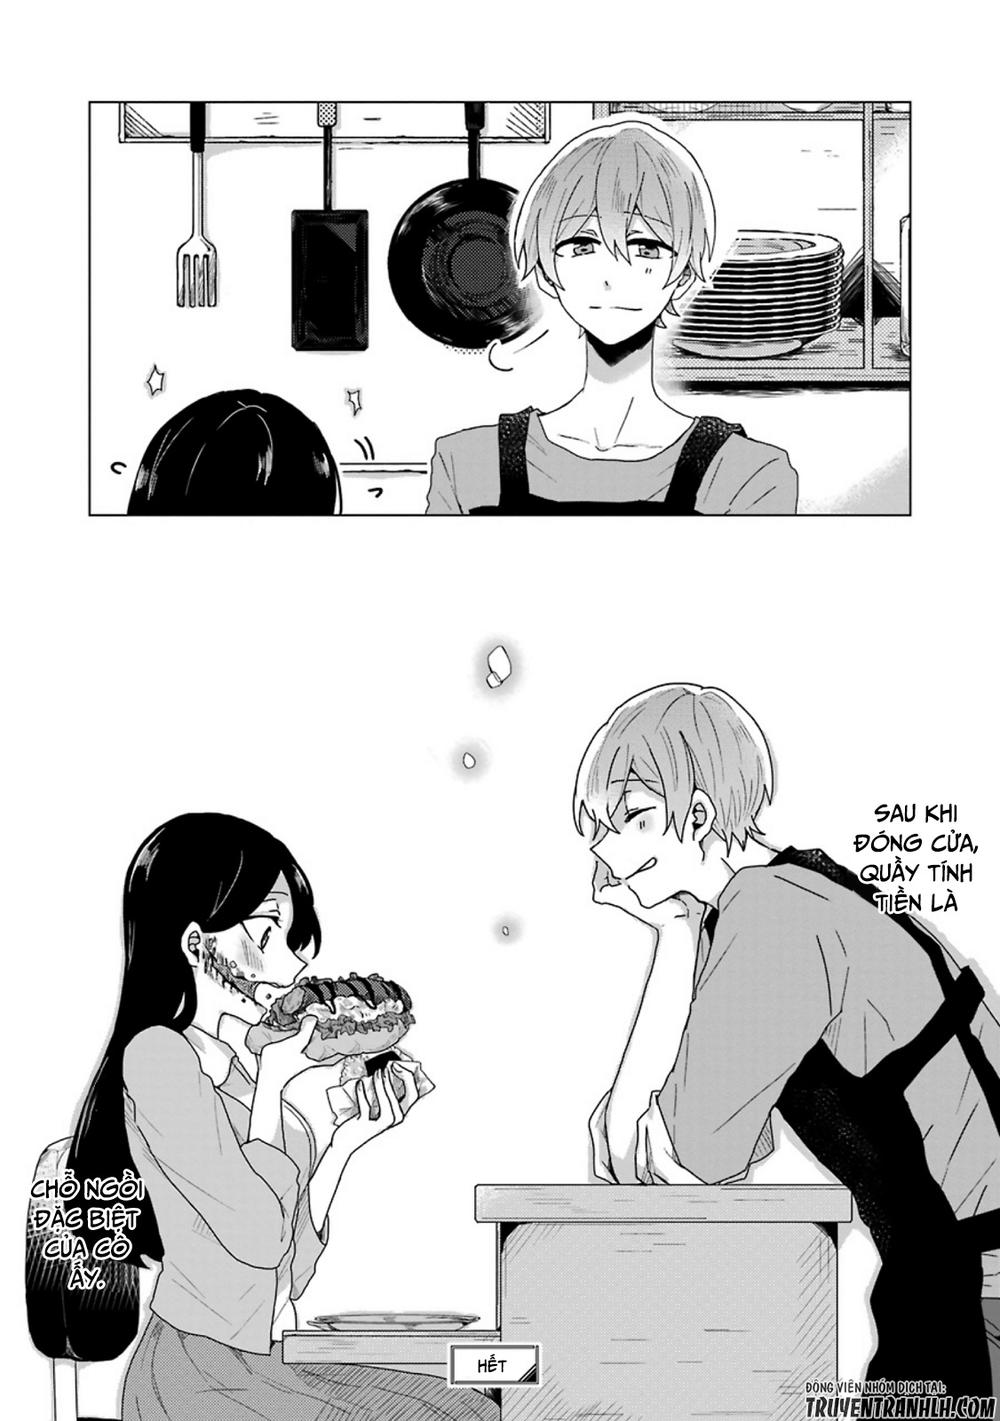 SAU KHI
ĐÓNG CỬA,
QUẦY TÍNH
TIỀN LÀ
CHỖ NGỒI
ĐẶC BIỆT
CỦA CÔ
ẤY.
HẾT
ĐỘNG VIÊN NHÓM DỊCH TẠI:
TRUYENTRANHLH.COM